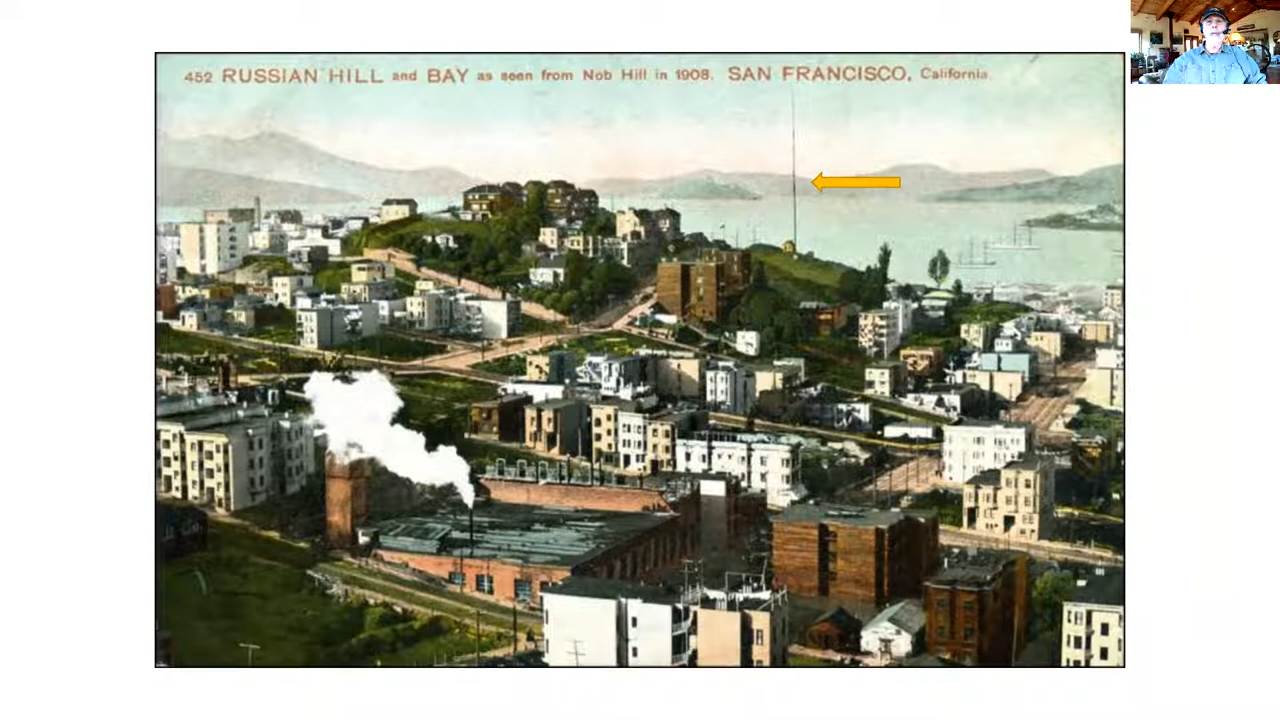 452 RUSSIAN HILL and BAY as seen from Nob Hill in 1908. SAN FRANCISCO, California.